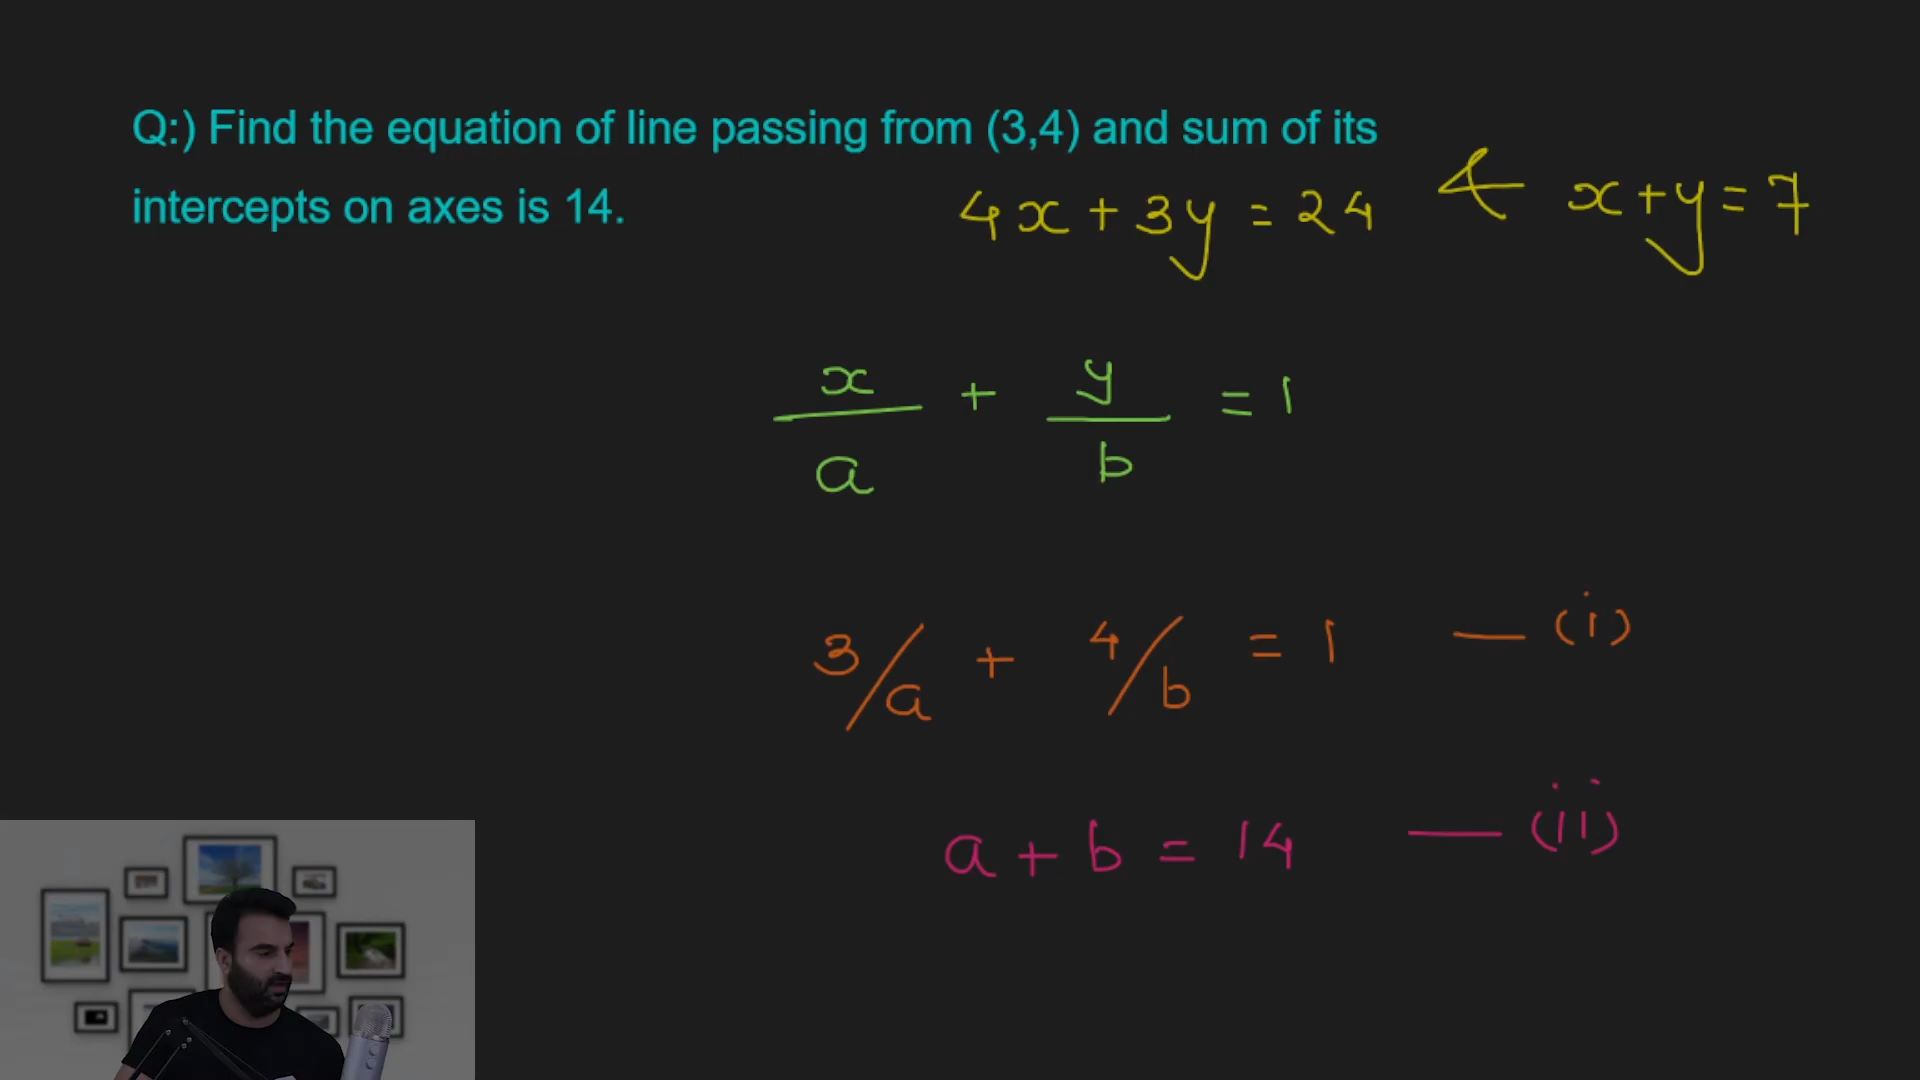 Q:) Find the equation of line passing from (3,4) and sum of its
intercepts on axes is 14.
4x + 3y = 24 & x+y = 7
x/a + y/b = 1
3/a + 4/b = 1 — (i)
a + b = 14 — (ii)